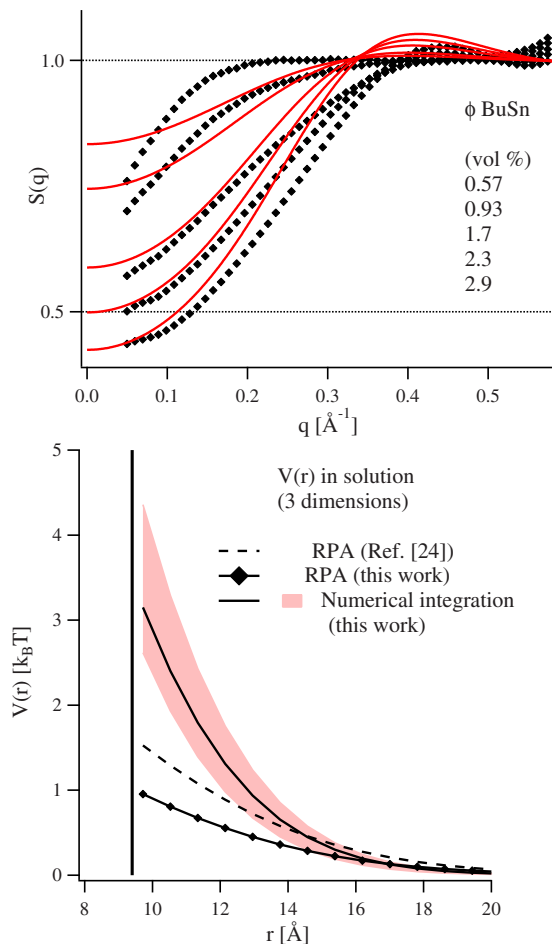 1.0
S(q)
0.5
ϕ BuSn
(vol %)
0.57
0.93
1.7
2.3
2.9
0.0 0.1 0.2 0.3 0.4 0.5
q [Å⁻¹]
5
4
3
2
1
0
V(r) [k_BT]
V(r) in solution
(3 dimensions)
RPA (Ref. [24])
RPA (this work)
Numerical integration
(this work)
8 10 12 14 16 18 20
r [Å]